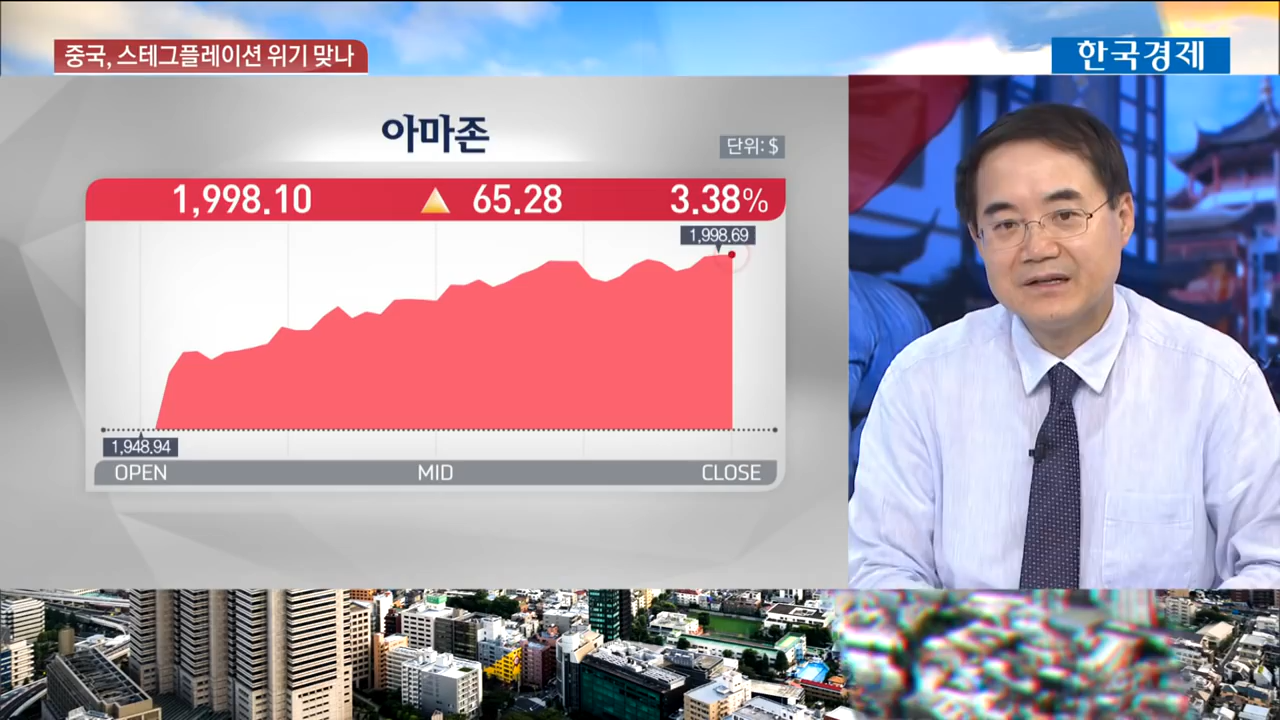 중국, 스테그플레이션 위기 맞나
한국경제
아마존
단위: $
1,998.10 ▲ 65.28 3.38%
1,998.69
1,948.94
OPEN MID CLOSE